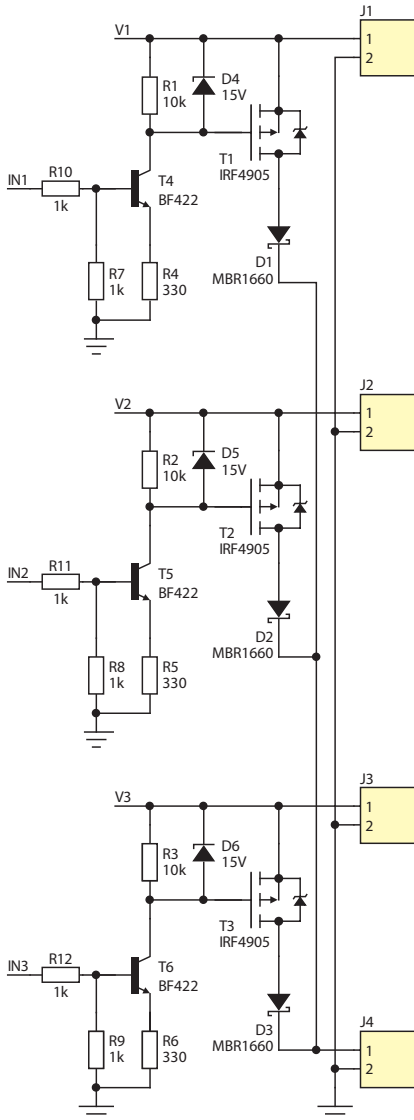 J1
V1
1
2
R1
10k
D4
15V
T1
IRF4905
IN1
R10
1k
T4
BF422
R7
1k
R4
330
D1
MBR1660
J2
V2
1
2
R2
10k
D5
15V
T2
IRF4905
IN2
R11
1k
T5
BF422
R8
1k
R5
330
D2
MBR1660
J3
V3
1
2
R3
10k
D6
15V
T3
IRF4905
IN3
R12
1k
T6
BF422
R9
1k
R6
330
D3
MBR1660
J4
1
2